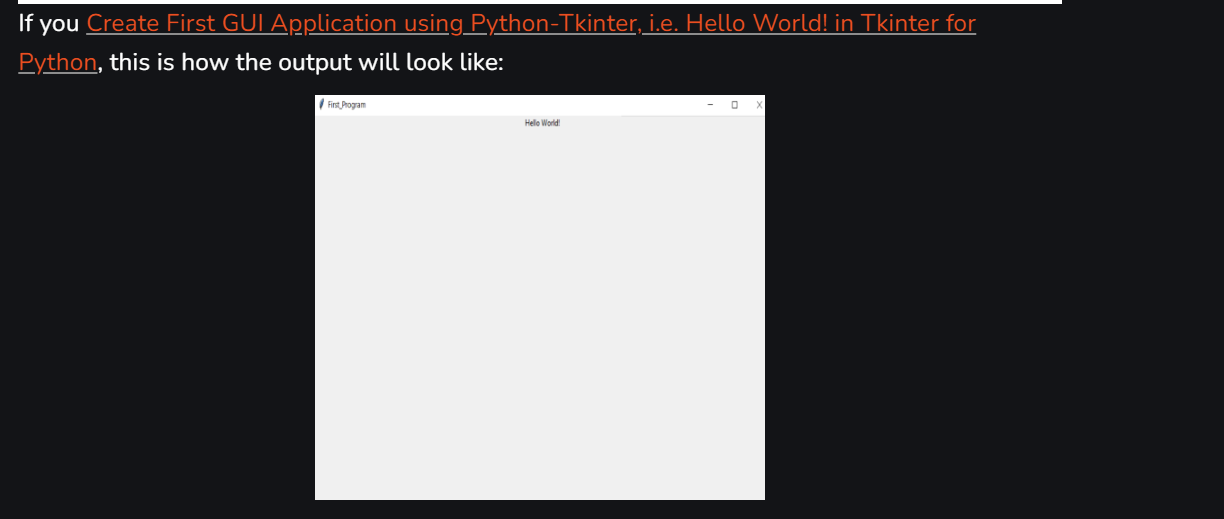 If you Create First GUI Application using Python-Tkinter, i.e. Hello World! in Tkinter for
Python, this is how the output will look like:
First_Program
Hello World!